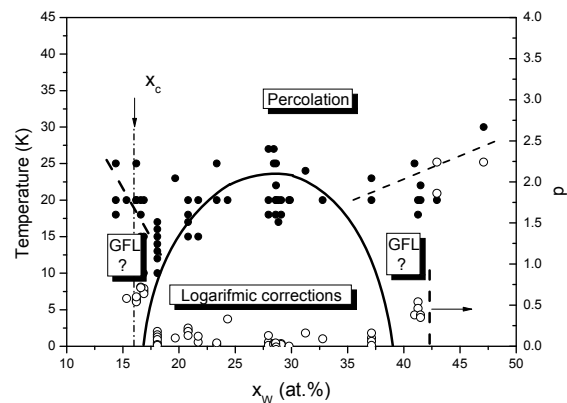 45
40
35
30
25
20
15
10
5
0
Temperature (K)
4.0
3.5
3.0
2.5
2.0
1.5
1.0
0.5
0.0
p
x_c
Percolation
GFL
?
GFL
?
Logarifmic corrections
10 15 20 25 30 35 40 45 50
x_W (at.%)